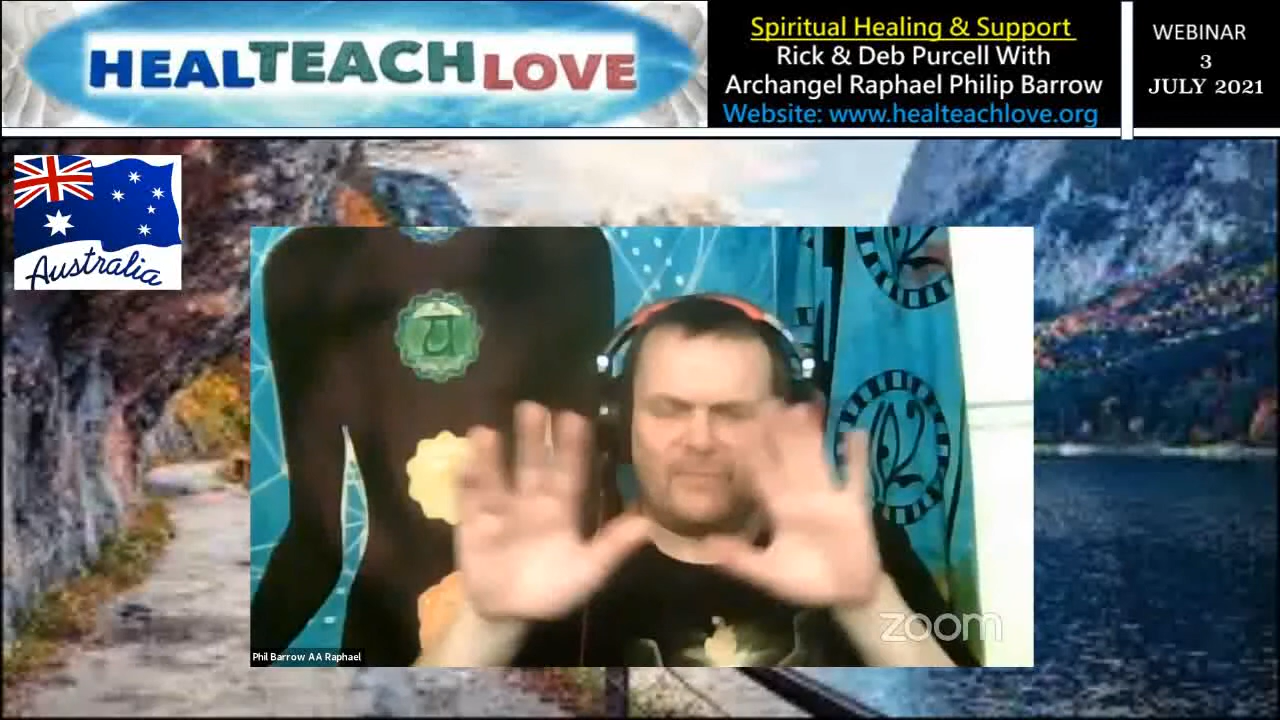 HEALTEACHLOVE
Spiritual Healing & Support
Rick & Deb Purcell With
Archangel Raphael Philip Barrow
Website: www.healteachlove.org
WEBINAR
3
JULY 2021
Australia
यं
zoom
Phil Barrow AA Raphael